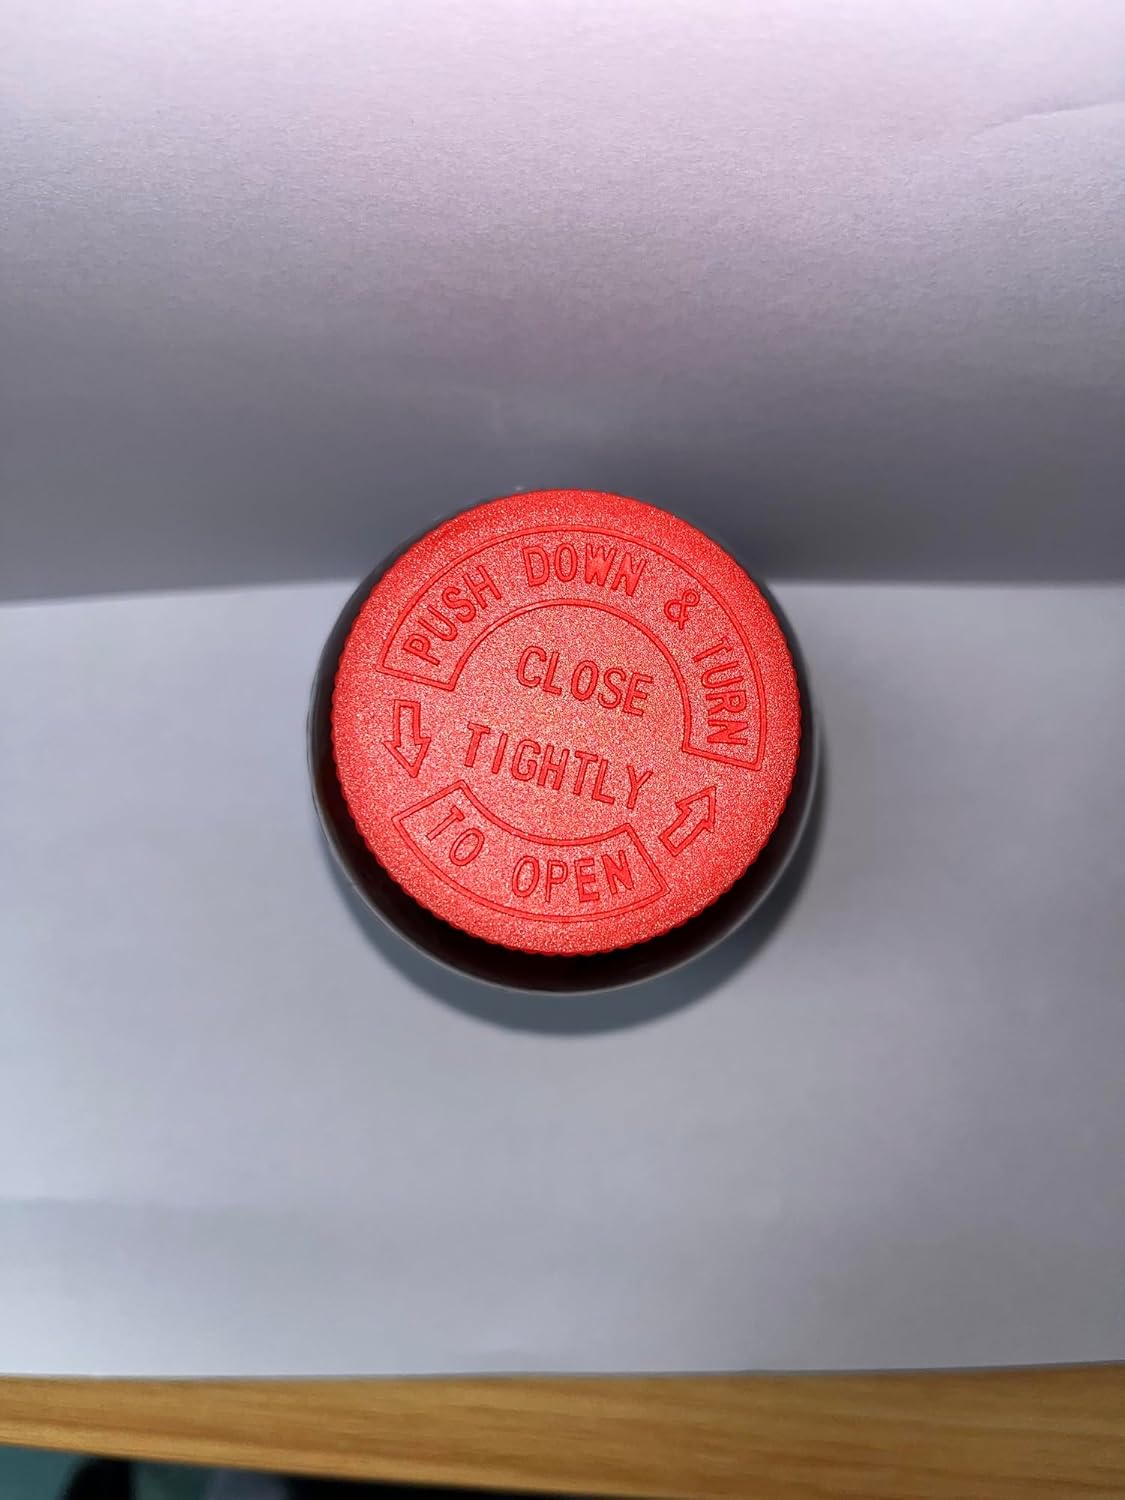 PUSH DOWN & TURN
CLOSE
TIGHTLY
TO OPEN